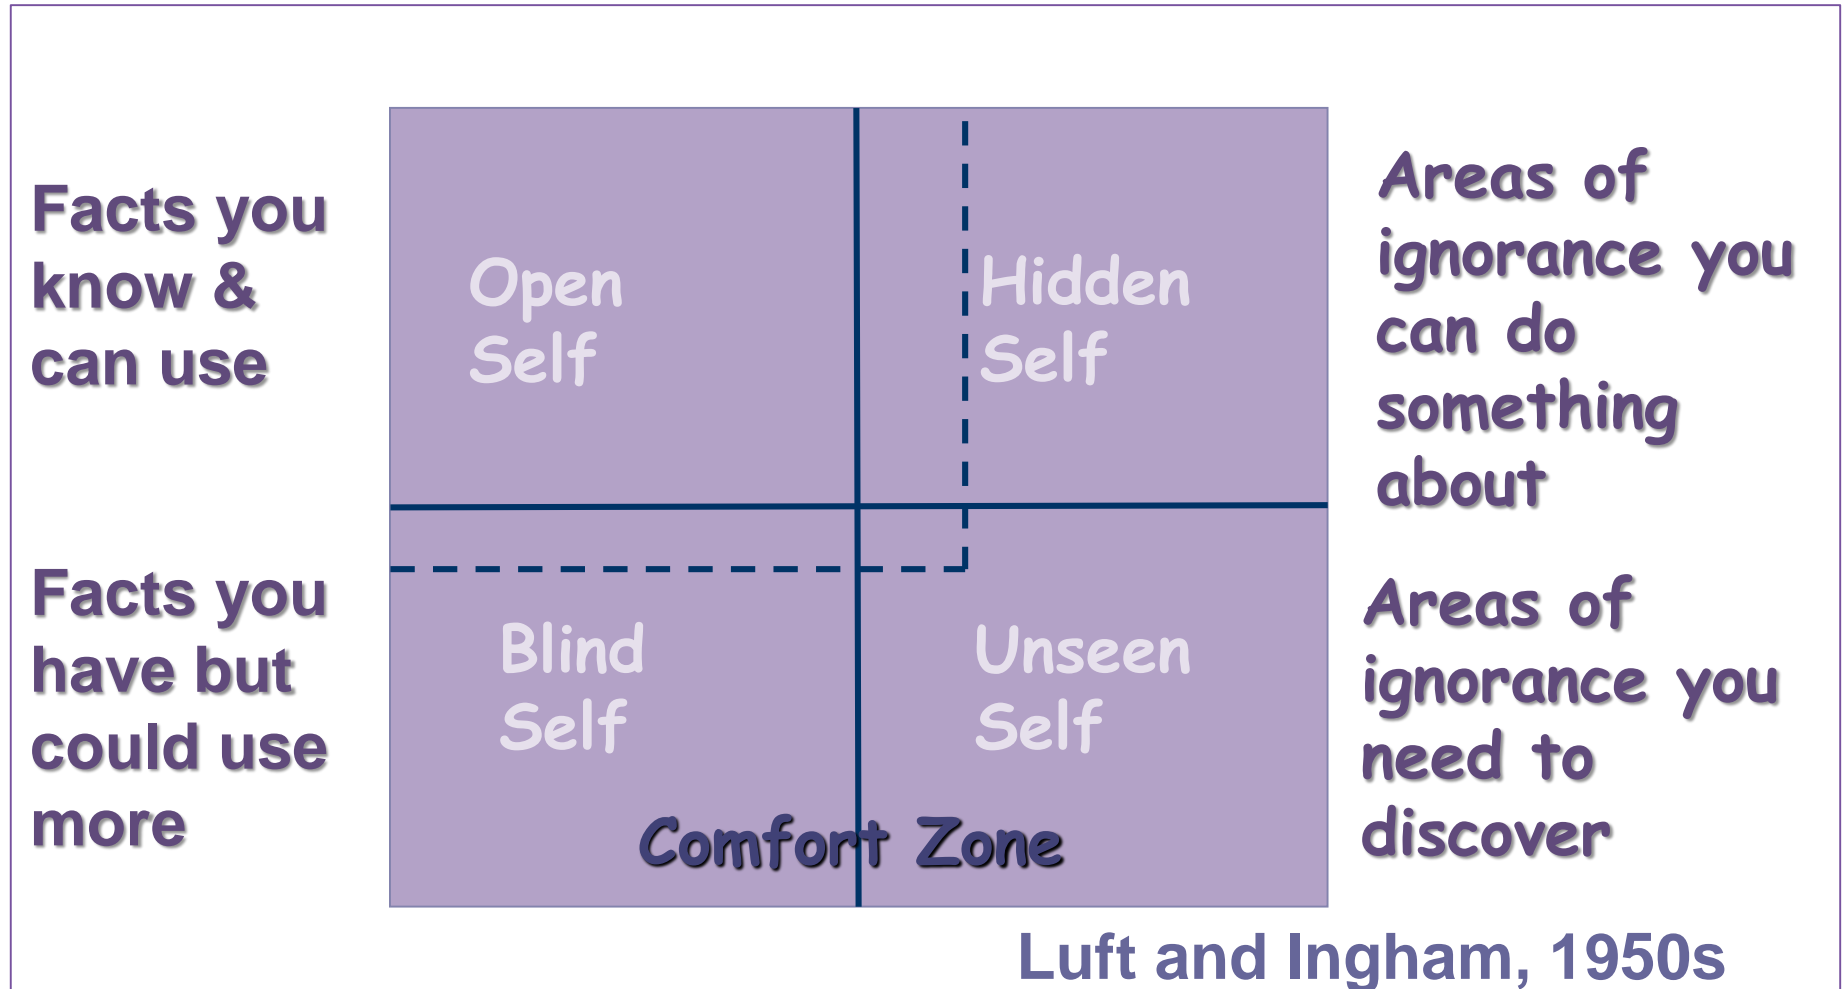 Facts you
know &
can use
Open
Self
Hidden
Self
Areas of
ignorance you
can do
something
about
Facts you
have but
could use
more
Blind
Self
Unseen
Self
Areas of
ignorance you
need to
discover
Comfort Zone
Luft and Ingham, 1950s